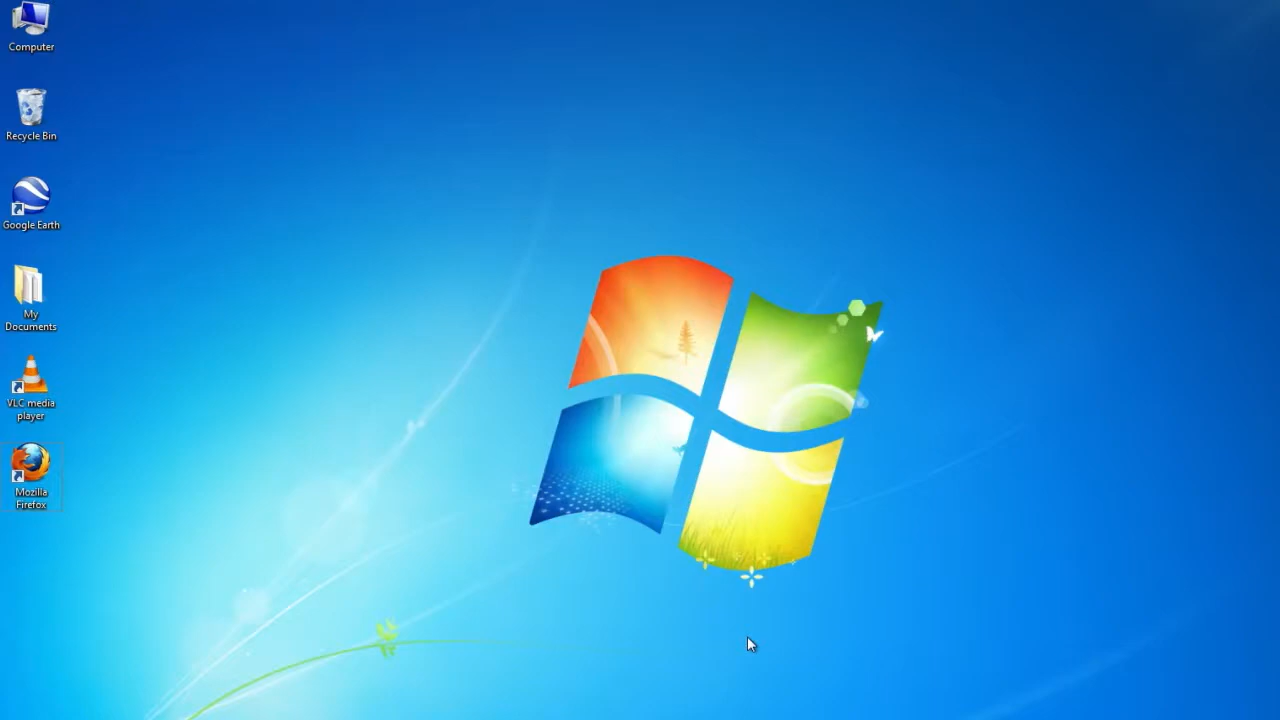 Computer
Recycle Bin
Google Earth
My
Documents
VLC media
player
Mozilla
Firefox